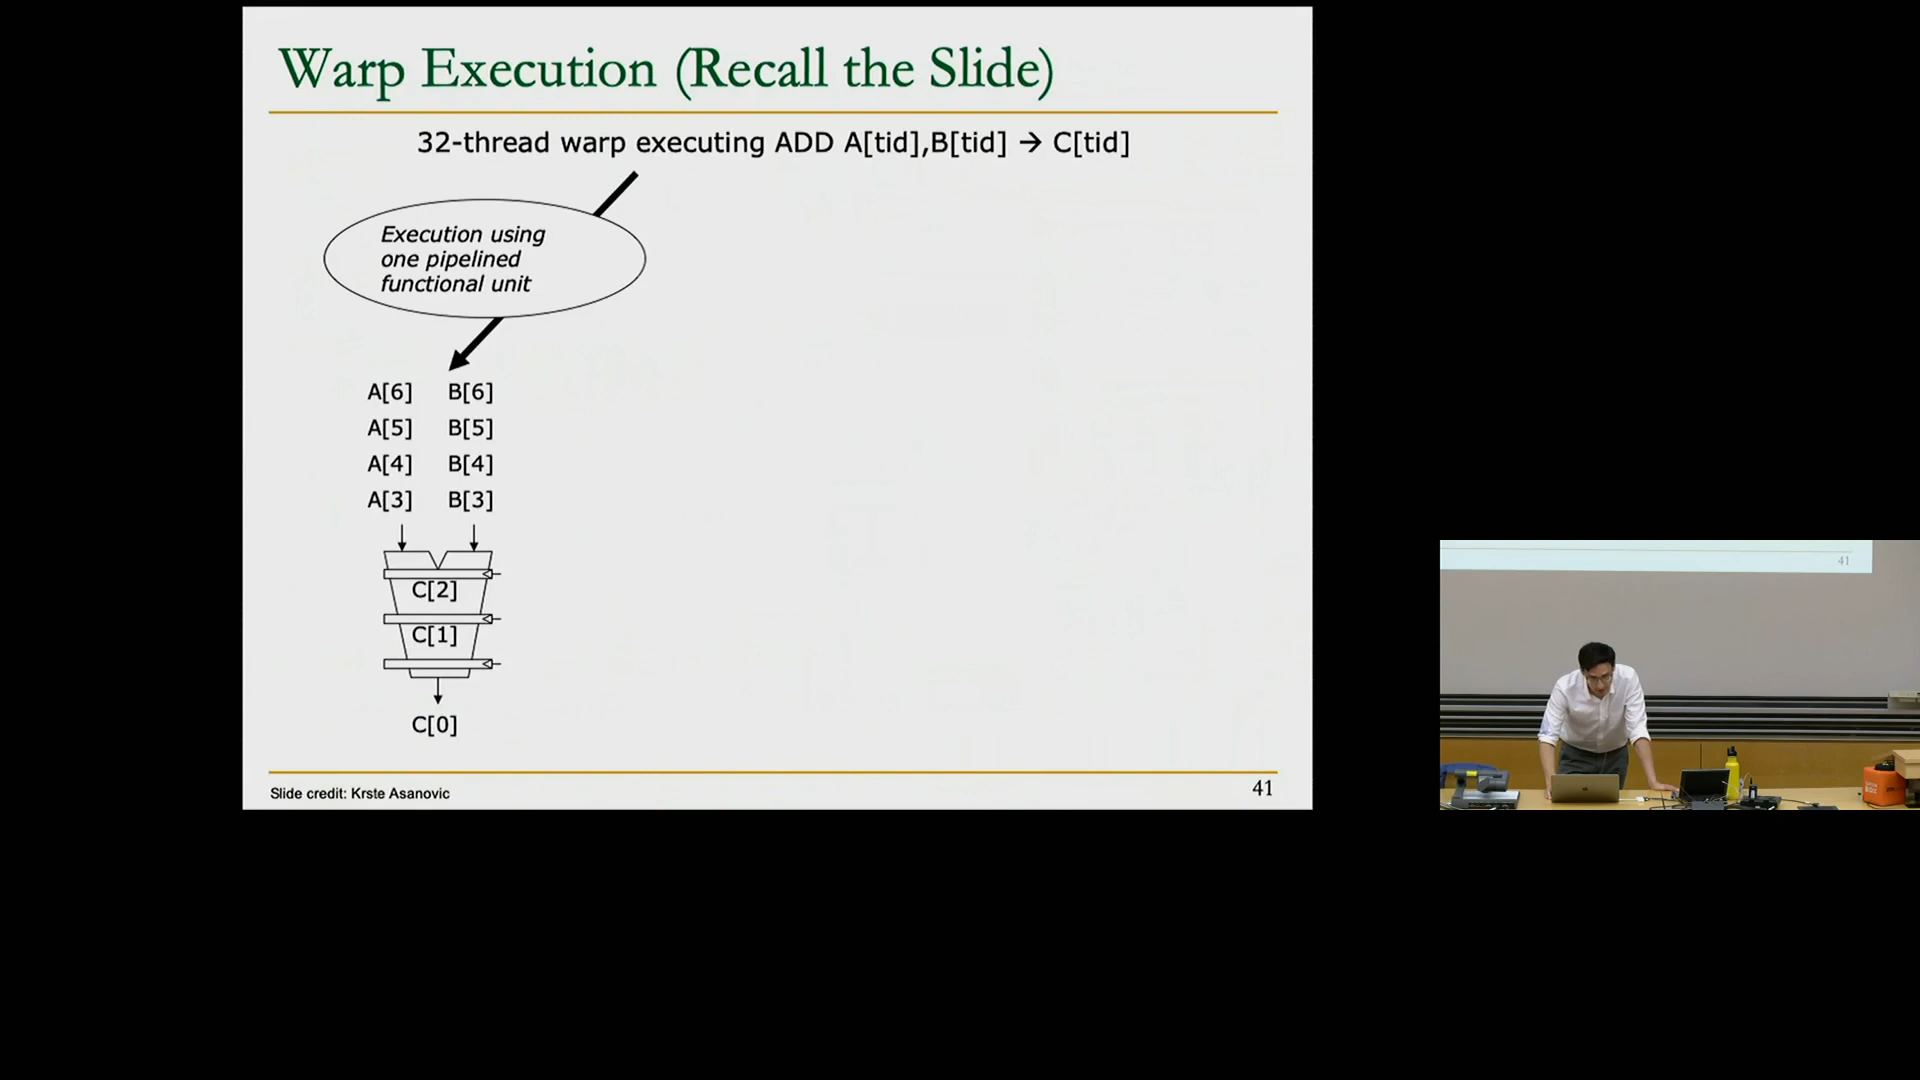 Warp Execution (Recall the Slide)
32-thread warp executing ADD A[tid],B[tid] → C[tid]
Execution using
one pipelined
functional unit
A[6] B[6]
A[5] B[5]
A[4] B[4]
A[3] B[3]
C[2]
C[1]
C[0]
Slide credit: Krste Asanovic
41
41